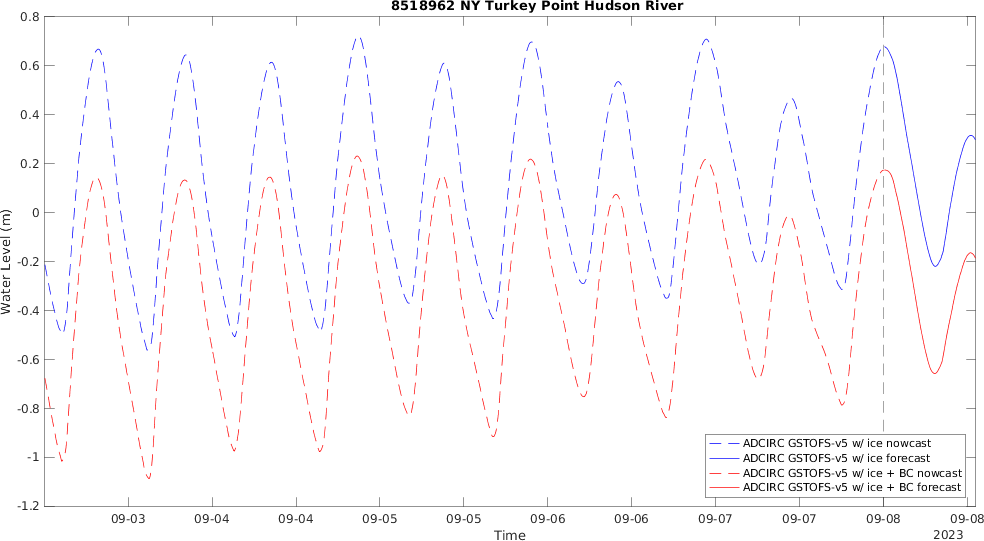 8518962 NY Turkey Point Hudson River
Water Level (m)
0.8
0.6
0.4
0.2
0
-0.2
-0.4
-0.6
-0.8
-1
-1.2
ADCIRC GSTOFS-v5 w/ ice nowcast
ADCIRC GSTOFS-v5 w/ ice forecast
ADCIRC GSTOFS-v5 w/ ice + BC nowcast
ADCIRC GSTOFS-v5 w/ ice + BC forecast
09-03 09-04 09-04 09-05 09-05 09-06 09-06 09-07 09-07 09-08 09-08
2023
Time